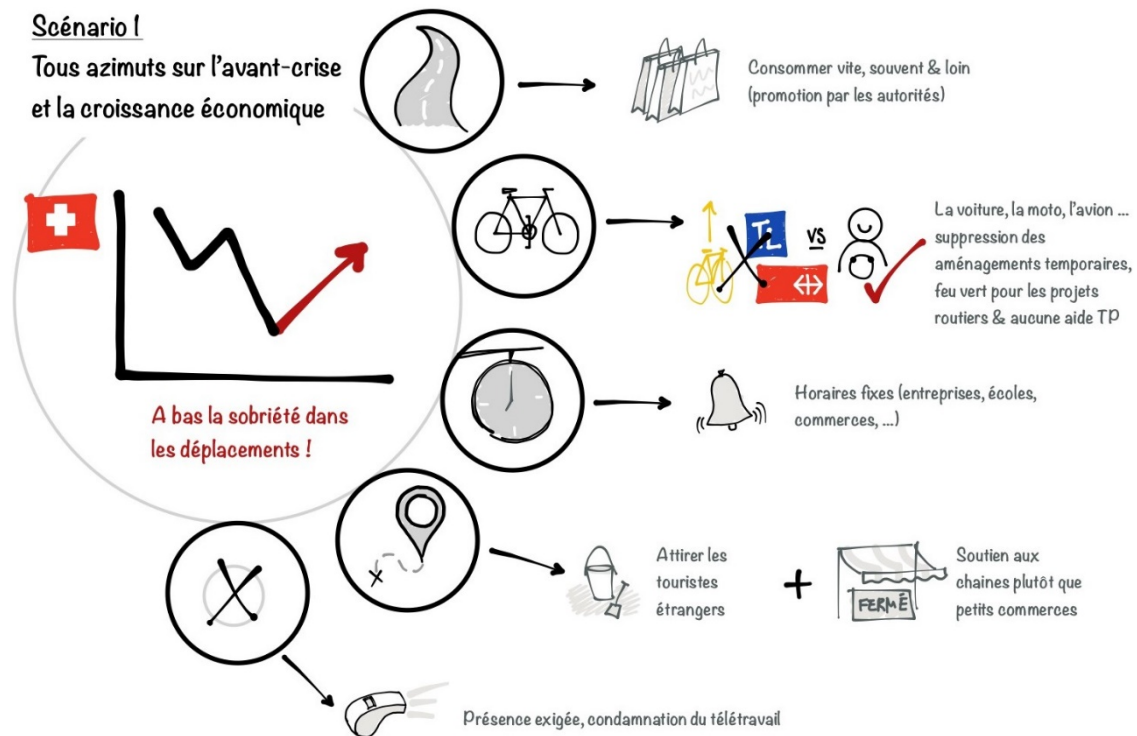 Scénario 1
Tous azimuts sur l'avant-crise
et la croissance économique
Consommer vite, souvent & loin
(promotion par les autorités)
TL
VS
La voiture, la moto, l'avion ...
suppression des
aménagements temporaires,
feu vert pour les projets
routiers & aucune aide TP
A bas la sobriété dans
les déplacements !
Horaires fixes (entreprises, écoles,
commerces, ...)
Attirer les
touristes
étrangers
+
FERMÉ
Soutien aux
chaines plutôt que
petits commerces
Présence exigée, condamnation du télétravail